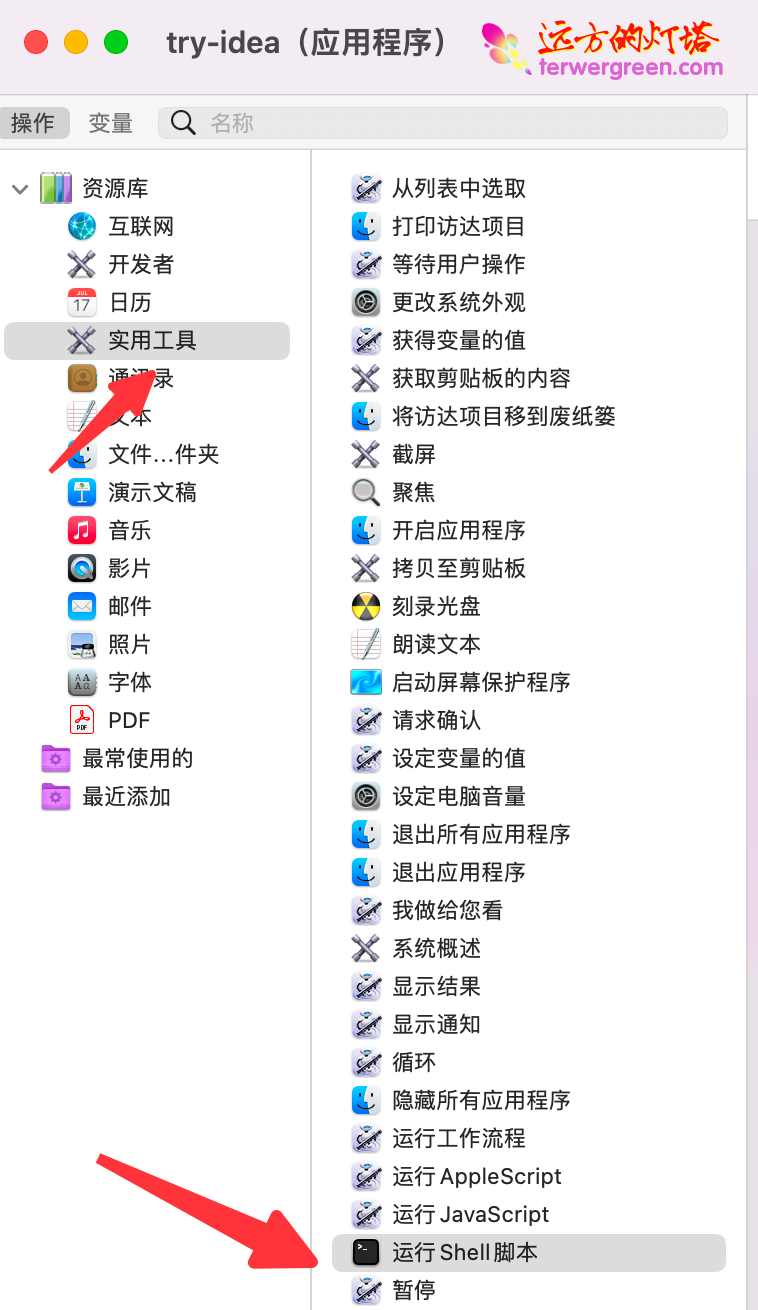 try-idea（应用程序）
远方的灯塔
terwergreen.com
操作
变量
名称
资源库
互联网
开发者
JUL
17
日历
实用工具
通讯录
文本
文件...件夹
演示文稿
音乐
影片
邮件
照片
字体
PDF
最常使用的
最近添加
从列表中选取
打印访达项目
等待用户操作
更改系统外观
获得变量的值
获取剪贴板的内容
将访达项目移到废纸篓
截屏
聚焦
开启应用程序
拷贝至剪贴板
刻录光盘
朗读文本
启动屏幕保护程序
请求确认
设定变量的值
设定电脑音量
退出所有应用程序
退出应用程序
我做给您看
系统概述
显示结果
显示通知
循环
隐藏所有应用程序
运行工作流程
运行 AppleScript
运行 JavaScript
运行 Shell 脚本
暂停